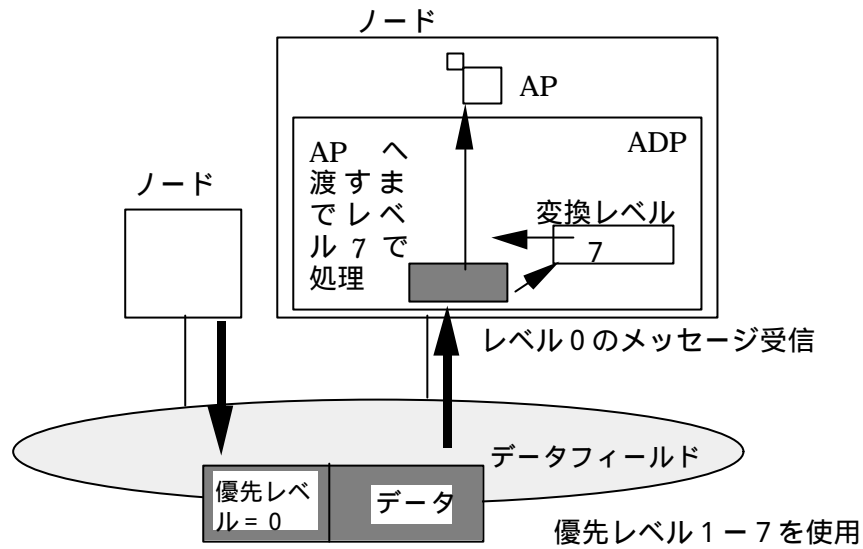 ノード
AP
ADP
AP へ
渡すま
でレベ
ル7で
処理
ノード
変換レベル
7
レベル0のメッセージ受信
データフィールド
優先レベ
ル=0
データ
優先レベル1ー7を使用